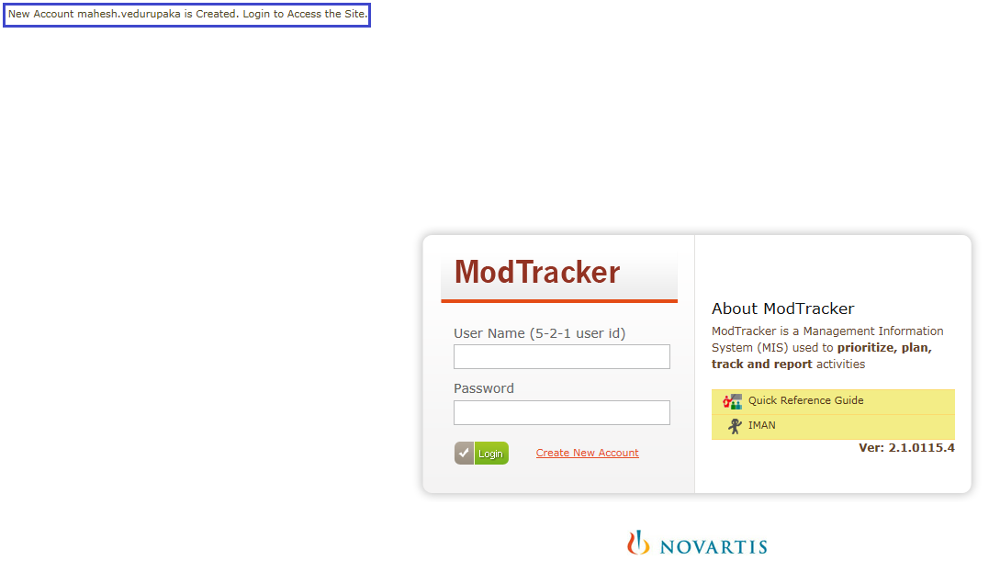 New Account mahesh.vedurupaka is Created. Login to Access the Site.
ModTracker
User Name (5-2-1 user id)
Password
Login
Create New Account
About ModTracker
ModTracker is a Management Information
System (MIS) used to prioritize, plan,
track and report activities
Quick Reference Guide
IMAN
Ver: 2.1.0115.4
NOVARTIS